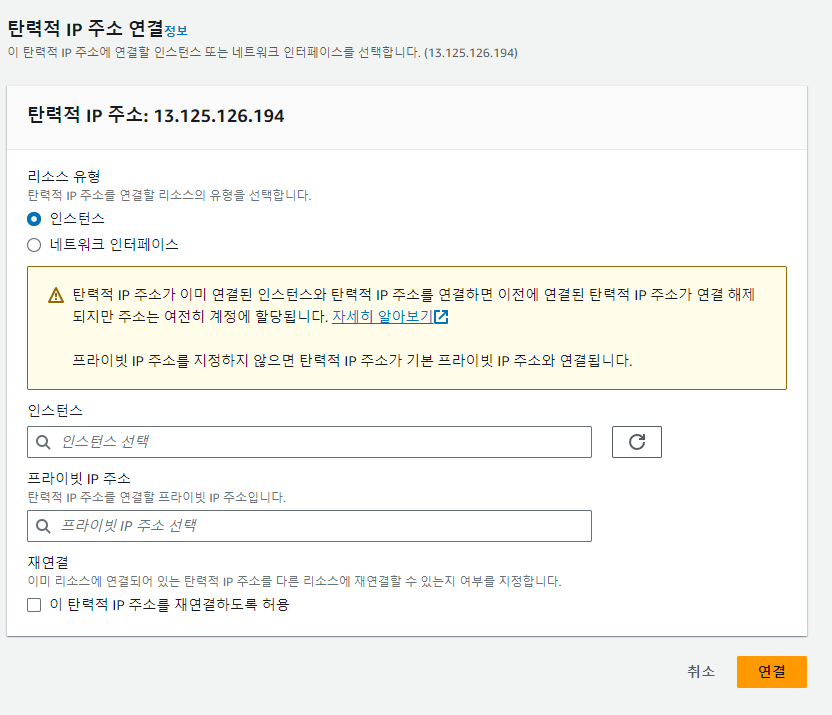 탄력적 IP 주소 연결정보
이 탄력적 IP 주소에 연결할 인스턴스 또는 네트워크 인터페이스를 선택합니다. (13.125.126.194)
탄력적 IP 주소: 13.125.126.194
리소스 유형
탄력적 IP 주소를 연결할 리소스의 유형을 선택합니다.
인스턴스
네트워크 인터페이스
탄력적 IP 주소가 이미 연결된 인스턴스와 탄력적 IP 주소를 연결하면 이전에 연결된 탄력적 IP 주소가 연결 해제
되지만 주소는 여전히 계정에 할당됩니다. 자세히 알아보기
프라이빗 IP 주소를 지정하지 않으면 탄력적 IP 주소가 기본 프라이빗 IP 주소와 연결됩니다.
인스턴스
인스턴스 선택
프라이빗 IP 주소
탄력적 IP 주소를 연결할 프라이빗 IP 주소입니다.
프라이빗 IP 주소 선택
재연결
이미 리소스에 연결되어 있는 탄력적 IP 주소를 다른 리소스에 재연결할 수 있는지 여부를 지정합니다.
이 탄력적 IP 주소를 재연결하도록 허용
취소
연결